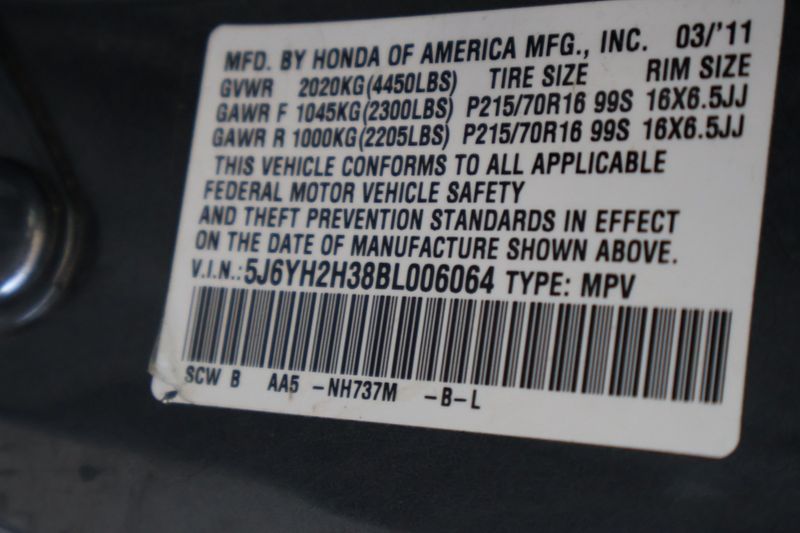 MFD. BY HONDA OF AMERICA MFG., INC. 03/'11
GVWR 2020KG(4450LBS) TIRE SIZE RIM SIZE
GAWR F 1045KG(2300LBS) P215/70R16 99S 16X6.5JJ
GAWR R 1000KG(2205LBS) P215/70R16 99S 16X6.5JJ
THIS VEHICLE CONFORMS TO ALL APPLICABLE
FEDERAL MOTOR VEHICLE SAFETY
AND THEFT PREVENTION STANDARDS IN EFFECT
ON THE DATE OF MANUFACTURE SHOWN ABOVE.
V.I.N.:5J6YH2H38BL006064 TYPE: MPV
SCW B AA5 -NH737M -B-L